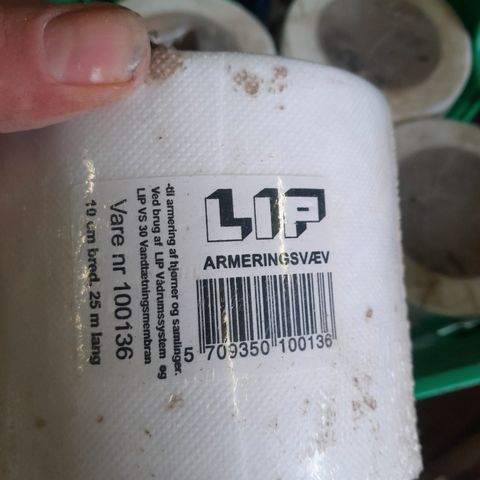 LIP
ARMERINGSVÆV
5 709350 100136
-til armering af hjørner og samlinger.
Ved brug af LIP Vådrumssystem og
LIP VS 30 Vandtætningsmembran
Vare nr 100136
10 cm bred. 25 m lang